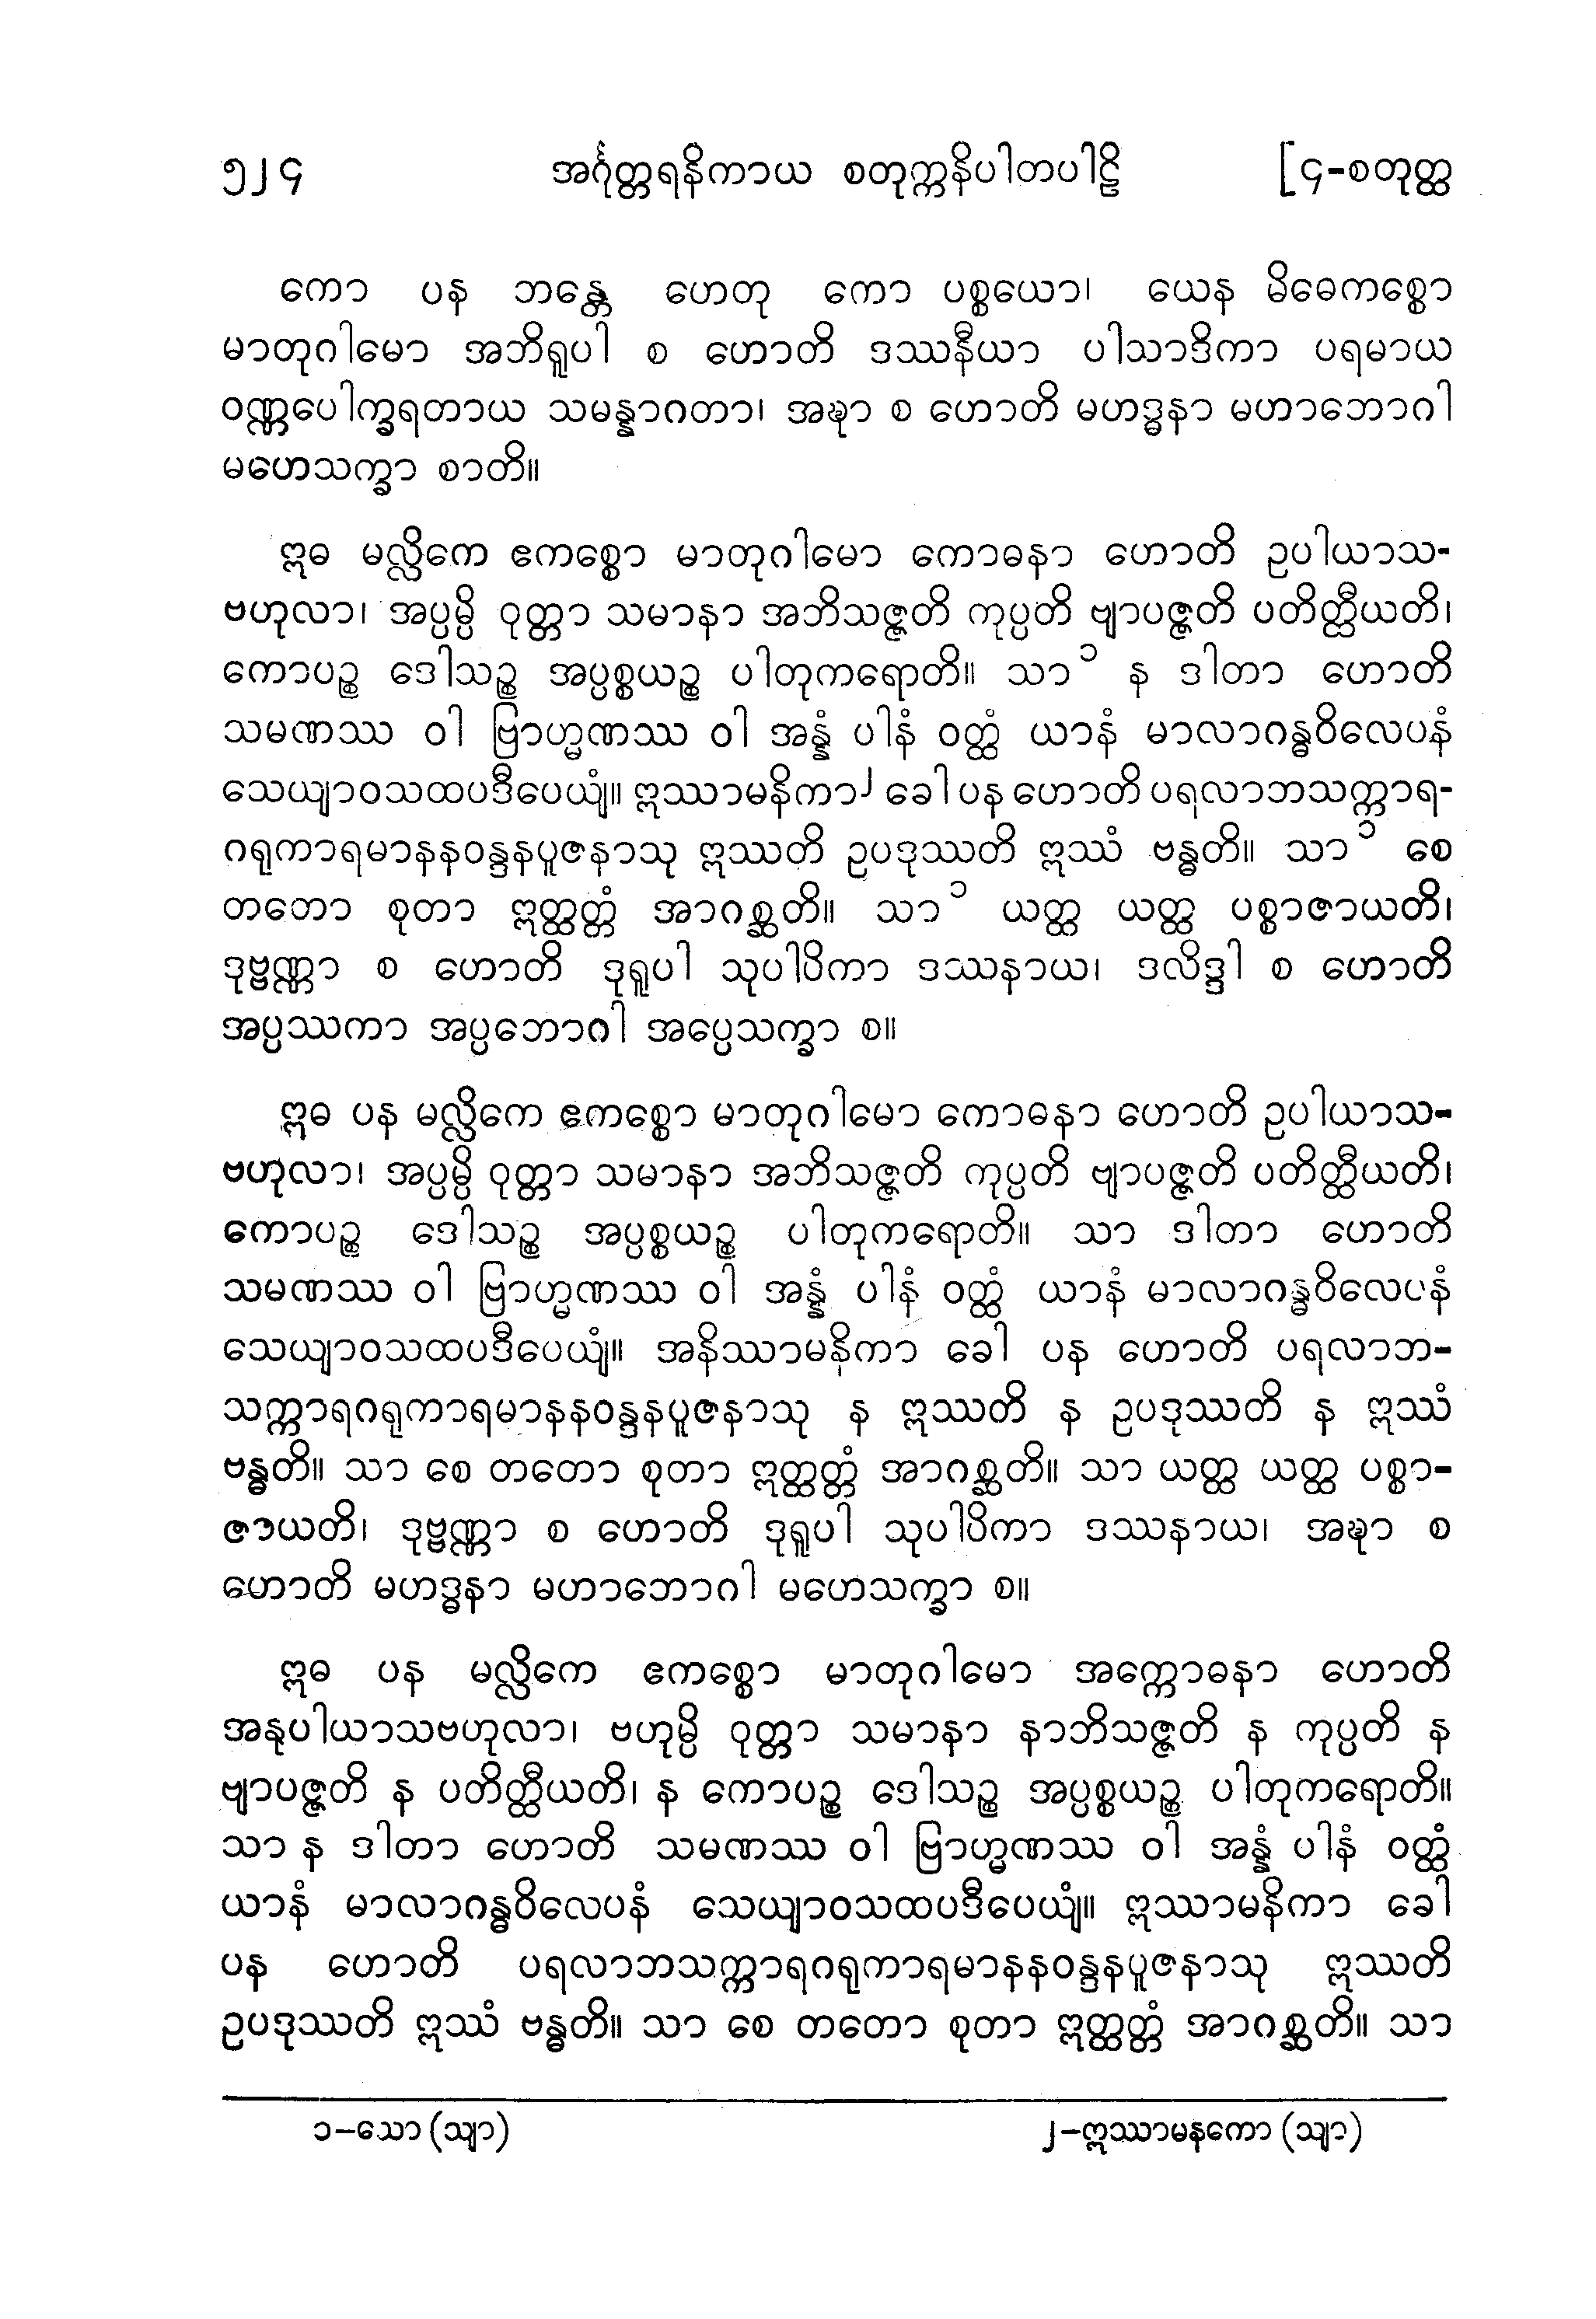 ၅၂၄ အင်္ဂုတ္တရနိကာယ စတုက္ကနိပါတပါဠိ [၄-စတုတ္ထ
ကော ပန ဘန္တေ ဟေတု ကော ပစ္စယော၊ ယေန မိဓေကစ္စော
မာတုဂါမော အဘိရူပါ စ ဟောတိ ဒဿနီယာ ပါသာဒိကာ ပရမာယ
ဝဏ္ဏပေါက္ခရတာယ သမန္နာဂတာ၊ အဍ္ဎာ စ ဟောတိ မဟဒ္ဓနာ မဟာဘောဂါ
မဟေသက္ခာ စာတိ။
ဣဓ မလ္လိကေ ဧကစ္စော မာတုဂါမော ကောဓနာ ဟောတိ ဥပါယာသ-
ဗဟုလာ၊ အပ္ပမ္ပိ ဝုတ္တာ သမာနာ အဘိသဇ္ဇတိ ကုပ္ပတိ ဗျာပဇ္ဇတိ ပတိတ္ထီယတိ၊
ကောပဉ္စ ဒေါသဉ္စ အပ္ပစ္စယဉ္စ ပါတုကရောတိ။ သာ၁ န ဒါတာ ဟောတိ
သမဏဿ ဝါ ဗြာဟ္မဏဿ ဝါ အန္နံ ပါနံ ဝတ္ထံ ယာနံ မာလာဂန္ဓဝိလေပနံ
သေယျာဝသထပဒီပေယျံ။ ဣဿာမနိကာ၂ ခေါ ပန ဟောတိ ပရလာဘသက္ကာရ-
ဂရုကာရမာနနဝန္ဒနပူဇနာသု ဣဿတိ ဥပဒုဿတိ ဣဿံ ဗန္ဓတိ။ သာ၁ စေ
တတော စုတာ ဣတ္ထတ္တံ အာဂစ္ဆတိ။ သာ၁ ယတ္ထ ယတ္ထ ပစ္စာဇာယတိ၊
ဒုဗ္ဗဏ္ဏာ စ ဟောတိ ဒုရူပါ သုပါပိကာ ဒဿနာယ၊ ဒလိဒ္ဒါ စ ဟောတိ
အပ္ပဿကာ အပ္ပဘောဂါ အပ္ပေသက္ခာ စ။
ဣဓ ပန မလ္လိကေ ဧကစ္စော မာတုဂါမော ကောဓနာ ဟောတိ ဥပါယာသ-
ဗဟုလာ၊ အပ္ပမ္ပိ ဝုတ္တာ သမာနာ အဘိသဇ္ဇတိ ကုပ္ပတိ ဗျာပဇ္ဇတိ ပတိတ္ထီယတိ၊
ကောပဉ္စ ဒေါသဉ္စ အပ္ပစ္စယဉ္စ ပါတုကရောတိ။ သာ ဒါတာ ဟောတိ
သမဏဿ ဝါ ဗြာဟ္မဏဿ ဝါ အန္နံ ပါနံ ဝတ္ထံ ယာနံ မာလာဂန္ဓဝိလေပနံ
သေယျာဝသထပဒီပေယျံ။ အနိဿာမနိကာ ခေါ ပန ဟောတိ ပရလာဘ-
သက္ကာရဂရုကာရမာနနဝန္ဒနပူဇနာသု န ဣဿတိ န ဥပဒုဿတိ န ဣဿံ
ဗန္ဓတိ။ သာ စေ တတော စုတာ ဣတ္ထတ္တံ အာဂစ္ဆတိ။ သာ ယတ္ထ ယတ္ထ ပစ္စာ-
ဇာယတိ၊ ဒုဗ္ဗဏ္ဏာ စ ဟောတိ ဒုရူပါ သုပါပိကာ ဒဿနာယ၊ အဍ္ဎာ စ
ဟောတိ မဟဒ္ဓနာ မဟာဘောဂါ မဟေသက္ခာ စ။
ဣဓ ပန မလ္လိကေ ဧကစ္စော မာတုဂါမော အက္ကောဓနာ ဟောတိ
အနုပါယာသဗဟုလာ၊ ဗဟုမ္ပိ ဝုတ္တာ သမာနာ နာဘိသဇ္ဇတိ န ကုပ္ပတိ န
ဗျာပဇ္ဇတိ န ပတိတ္ထီယတိ၊ န ကောပဉ္စ ဒေါသဉ္စ အပ္ပစ္စယဉ္စ ပါတုကရောတိ။
သာ န ဒါတာ ဟောတိ သမဏဿ ဝါ ဗြာဟ္မဏဿ ဝါ အန္နံ ပါနံ ဝတ္ထံ
ယာနံ မာလာဂန္ဓဝိလေပနံ သေယျာဝသထပဒီပေယျံ။ ဣဿာမနိကာ ခေါ
ပန ဟောတိ ပရလာဘသက္ကာရဂရုကာရမာနနဝန္ဒနပူဇနာသု ဣဿတိ
ဥပဒုဿတိ ဣဿံ ဗန္ဓတိ။ သာ စေ တတော စုတာ ဣတ္ထတ္တံ အာဂစ္ဆတိ။ သာ
၁-သော (သျာ) ၂-ဣဿာမနကော (သျာ)